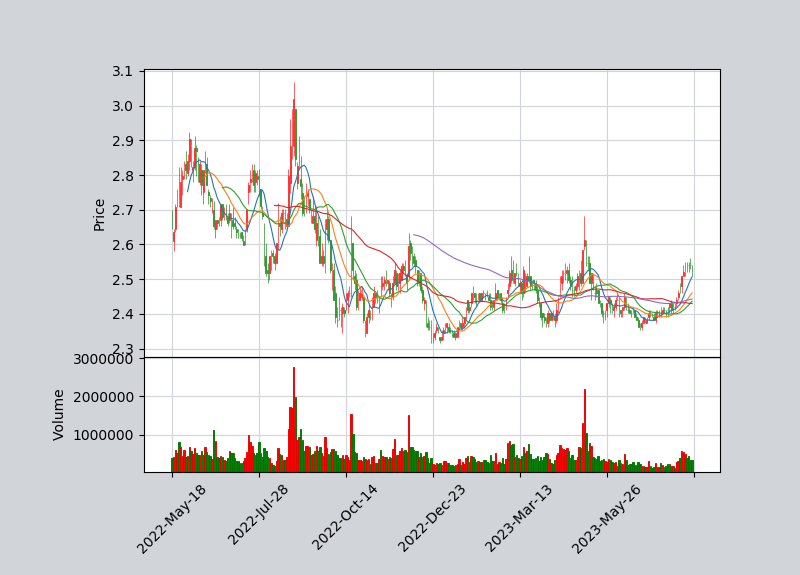 3.1
3.0
2.9
2.8
2.7
2.6
2.5
2.4
2.3
Price
3000000
2000000
1000000
Volume
2022-May-18
2022-Jul-28
2022-Oct-14
2022-Dec-23
2023-Mar-13
2023-May-26